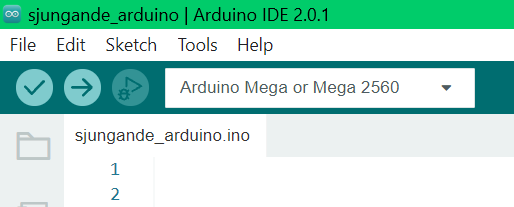 sjungande_arduino | Arduino IDE 2.0.1
File Edit Sketch Tools Help
Arduino Mega or Mega 2560
sjungande_arduino.ino
1
2